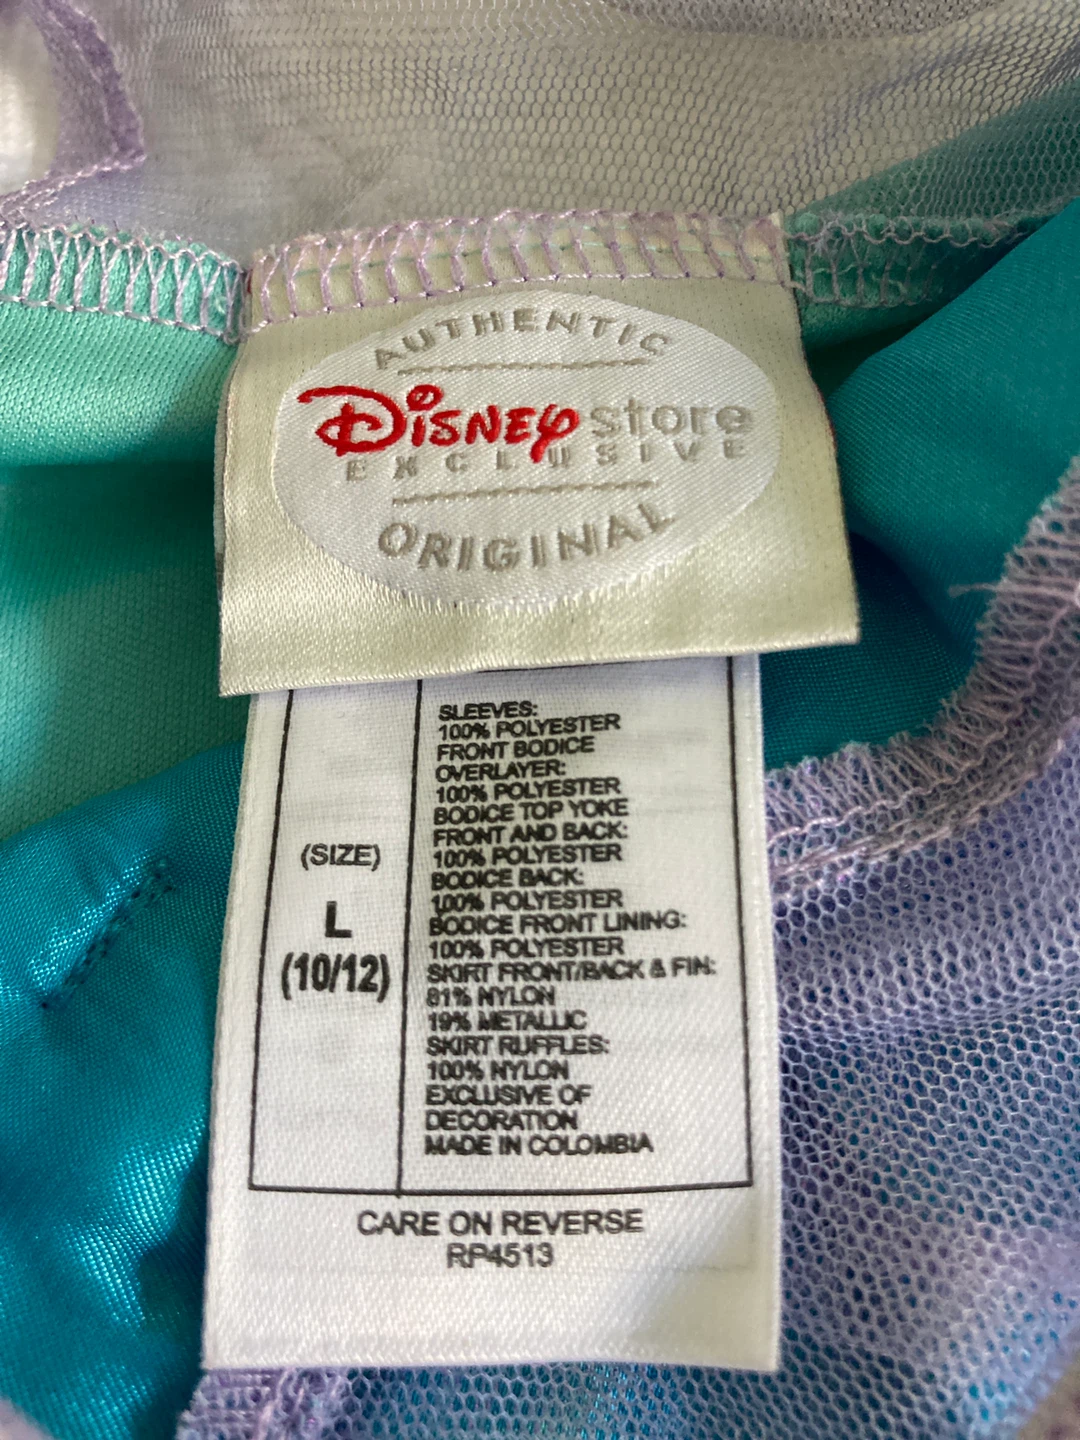 AUTHENTIC
Disney store
EXCLUSIVE
ORIGINAL
(SIZE)
L
(10/12)
SLEEVES:
100% POLYESTER
FRONT BODICE
OVERLAYER:
100% POLYESTER
BODICE TOP YOKE
FRONT AND BACK:
100% POLYESTER
BODICE BACK:
100% POLYESTER
BODICE FRONT LINING:
100% POLYESTER
SKIRT FRONT/BACK & FIN:
81% NYLON
19% METALLIC
SKIRT RUFFLES:
100% NYLON
EXCLUSIVE OF
DECORATION
MADE IN COLOMBIA
CARE ON REVERSE
RP4513